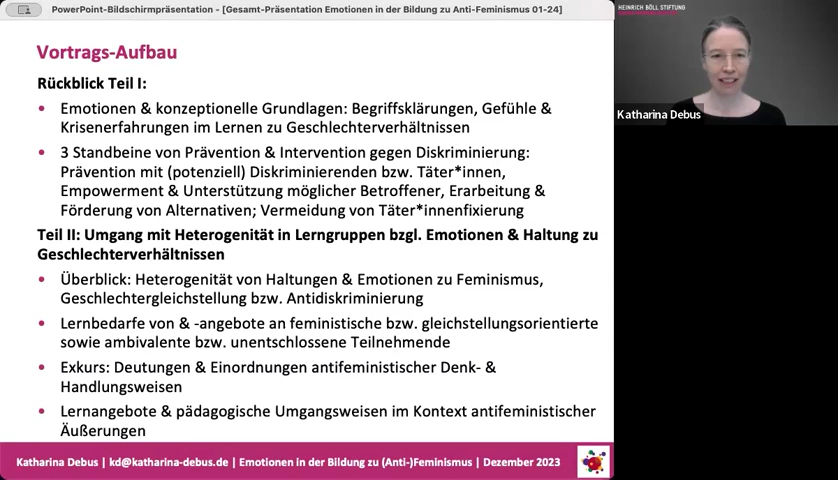 PowerPoint-Bildschirmpräsentation - [Gesamt-Präsentation Emotionen in der Bildung zu Anti-Feminismus 01-24]
HEINRICH BÖLL STIFTUNG
Vortrags-Aufbau
Rückblick Teil I:
• Emotionen & konzeptionelle Grundlagen: Begriffsklärungen, Gefühle &
Krisenerfahrungen im Lernen zu Geschlechterverhältnissen
• 3 Standbeine von Prävention & Intervention gegen Diskriminierung:
Prävention mit (potenziell) Diskriminierenden bzw. Täter*innen,
Empowerment & Unterstützung möglicher Betroffener, Erarbeitung &
Förderung von Alternativen; Vermeidung von Täter*innenfixierung
Teil II: Umgang mit Heterogenität in Lerngruppen bzgl. Emotionen & Haltung zu
Geschlechterverhältnissen
• Überblick: Heterogenität von Haltungen & Emotionen zu Feminismus,
Geschlechtergleichstellung bzw. Antidiskriminierung
• Lernbedarfe von & -angebote an feministische bzw. gleichstellungsorientierte
sowie ambivalente bzw. unentschlossene Teilnehmende
• Exkurs: Deutungen & Einordnungen antifeministischer Denk- &
Handlungsweisen
• Lernangebote & pädagogische Umgangsweisen im Kontext antifeministischer
Äußerungen
Katharina Debus | kd@katharina-debus.de | Emotionen in der Bildung zu (Anti-)Feminismus | Dezember 2023
Katharina Debus